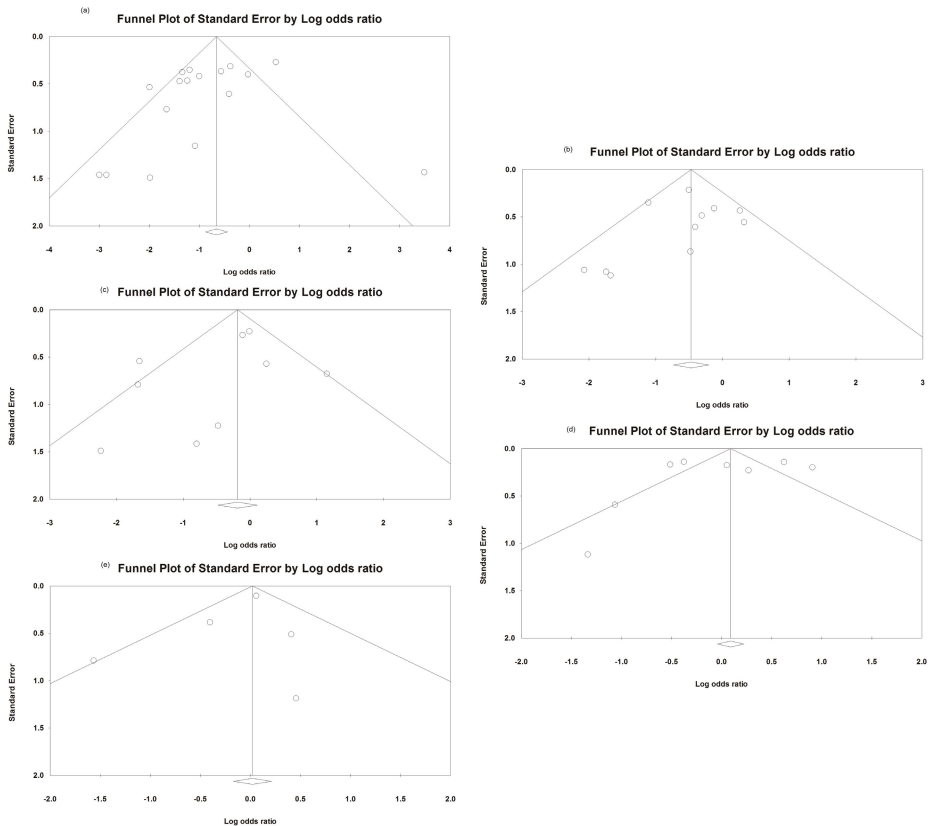 (a)
Funnel Plot of Standard Error by Log odds ratio
0.0
0.5
1.0
1.5
2.0
Standard Error
-4 -3 -2 -1 0 1 2 3 4
Log odds ratio
(b)
Funnel Plot of Standard Error by Log odds ratio
0.0
0.5
1.0
1.5
2.0
Standard Error
-3 -2 -1 0 1 2 3
Log odds ratio
(c)
Funnel Plot of Standard Error by Log odds ratio
0.0
0.5
1.0
1.5
2.0
Standard Error
-3 -2 -1 0 1 2 3
Log odds ratio
(d)
Funnel Plot of Standard Error by Log odds ratio
0.0
0.5
1.0
1.5
2.0
Standard Error
-2.0 -1.5 -1.0 -0.5 0.0 0.5 1.0 1.5 2.0
Log odds ratio
(e)
Funnel Plot of Standard Error by Log odds ratio
0.0
0.5
1.0
1.5
2.0
Standard Error
-2.0 -1.5 -1.0 -0.5 0.0 0.5 1.0 1.5 2.0
Log odds ratio